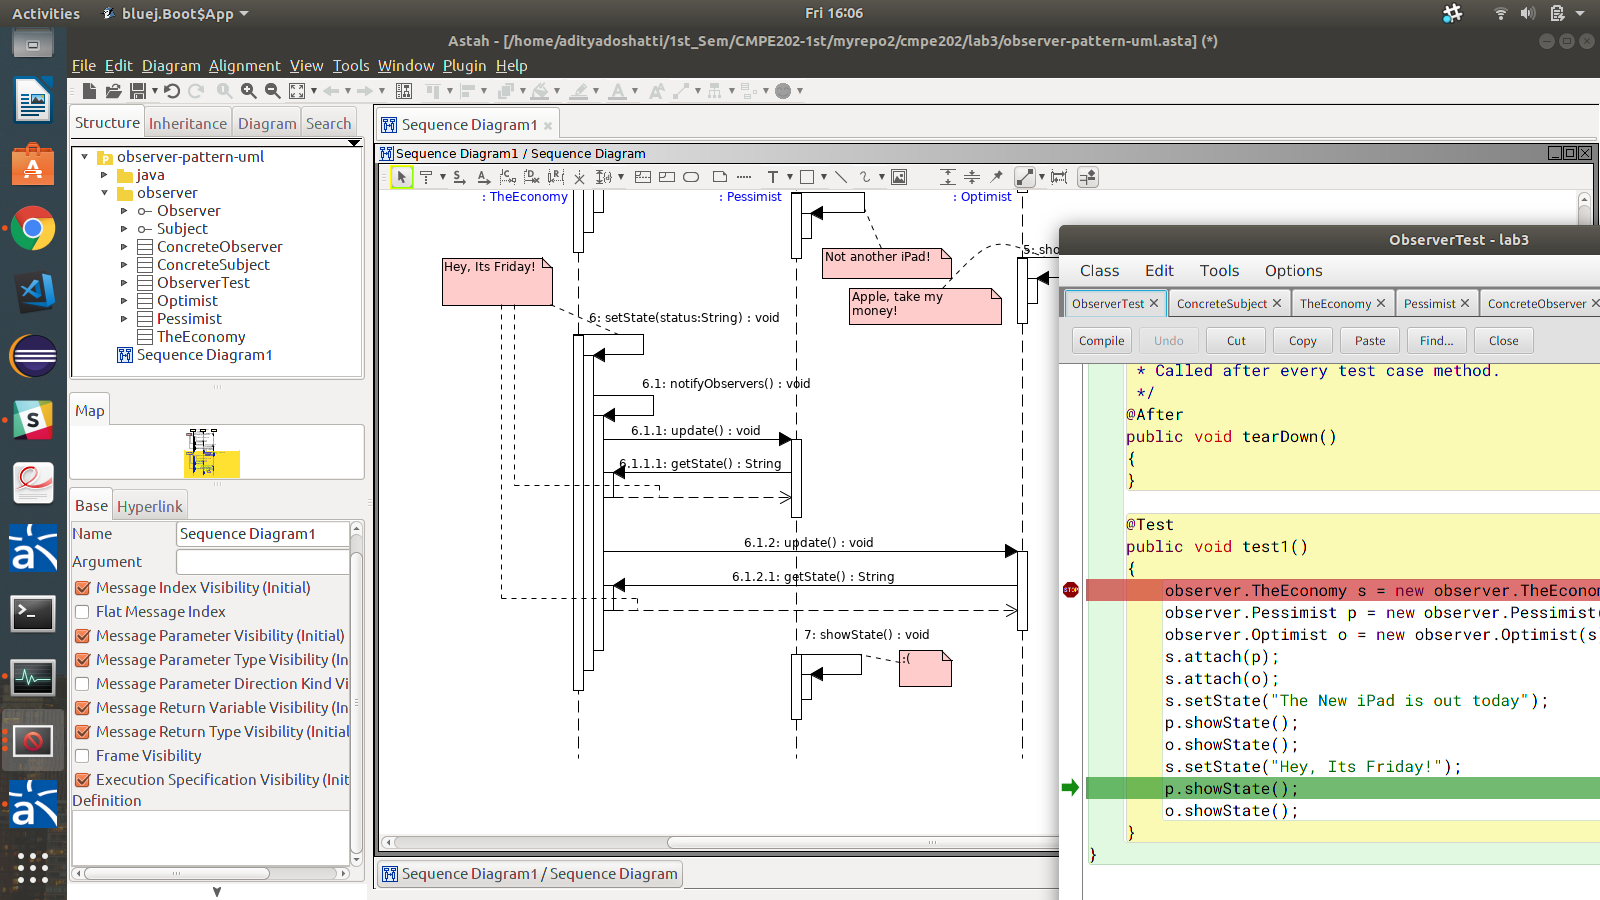 Activities
bluej.Boot$App
Fri 16:06
Astah - [/home/adityadoshatti/1st_Sem/CMPE202-1st/myrepo2/cmpe202/lab3/observer-pattern-uml.asta] (*)
File Edit Diagram Alignment View Tools Window Plugin Help
Structure Inheritance Diagram Search
observer-pattern-uml
java
observer
Observer
Subject
ConcreteObserver
ConcreteSubject
ObserverTest
Optimist
Pessimist
TheEconomy
Sequence Diagram1
Map
Base Hyperlink
Name Sequence Diagram1
Argument
Message Index Visibility (Initial)
Flat Message Index
Message Parameter Visibility (Initial)
Message Parameter Type Visibility (In
Message Parameter Direction Kind Vi
Message Return Variable Visibility (In
Message Return Type Visibility (Initial
Frame Visibility
Execution Specification Visibility (Init
Definition
Sequence Diagram1
Sequence Diagram1 / Sequence Diagram
: TheEconomy
: Pessimist
: Optimist
Not another iPad!
5: sho
Hey, Its Friday!
Apple, take my
money!
6: setState(status:String) : void
6.1: notifyObservers() : void
6.1.1: update() : void
6.1.1.1: getState() : String
6.1.2: update() : void
6.1.2.1: getState() : String
7: showState() : void
:(
Sequence Diagram1 / Sequence Diagram
ObserverTest - lab3
Class Edit Tools Options
ObserverTest ConcreteSubject TheEconomy Pessimist ConcreteObserver
Compile Undo Cut Copy Paste Find... Close
* Called after every test case method.
*/
@After
public void tearDown()
{
}
@Test
public void test1()
{
STOP
observer.TheEconomy s = new observer.TheEconom
observer.Pessimist p = new observer.Pessimist(
observer.Optimist o = new observer.Optimist(s
s.attach(p);
s.attach(o);
s.setState("The New iPad is out today");
p.showState();
o.showState();
s.setState("Hey, Its Friday!");
p.showState();
o.showState();
}
}